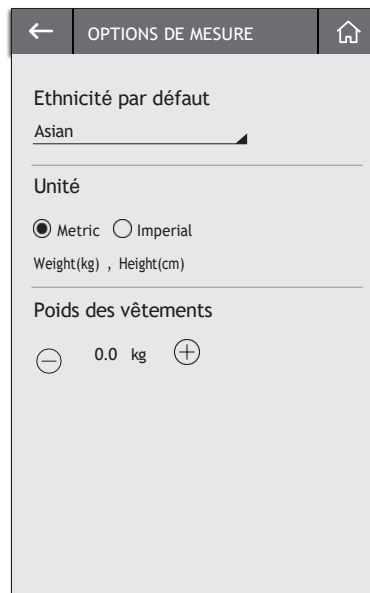 OPTIONS DE MESURE
Ethnicité par défaut
Asian
Unité
Metric Imperial
Weight(kg) , Height(cm)
Poids des vêtements
0.0 kg